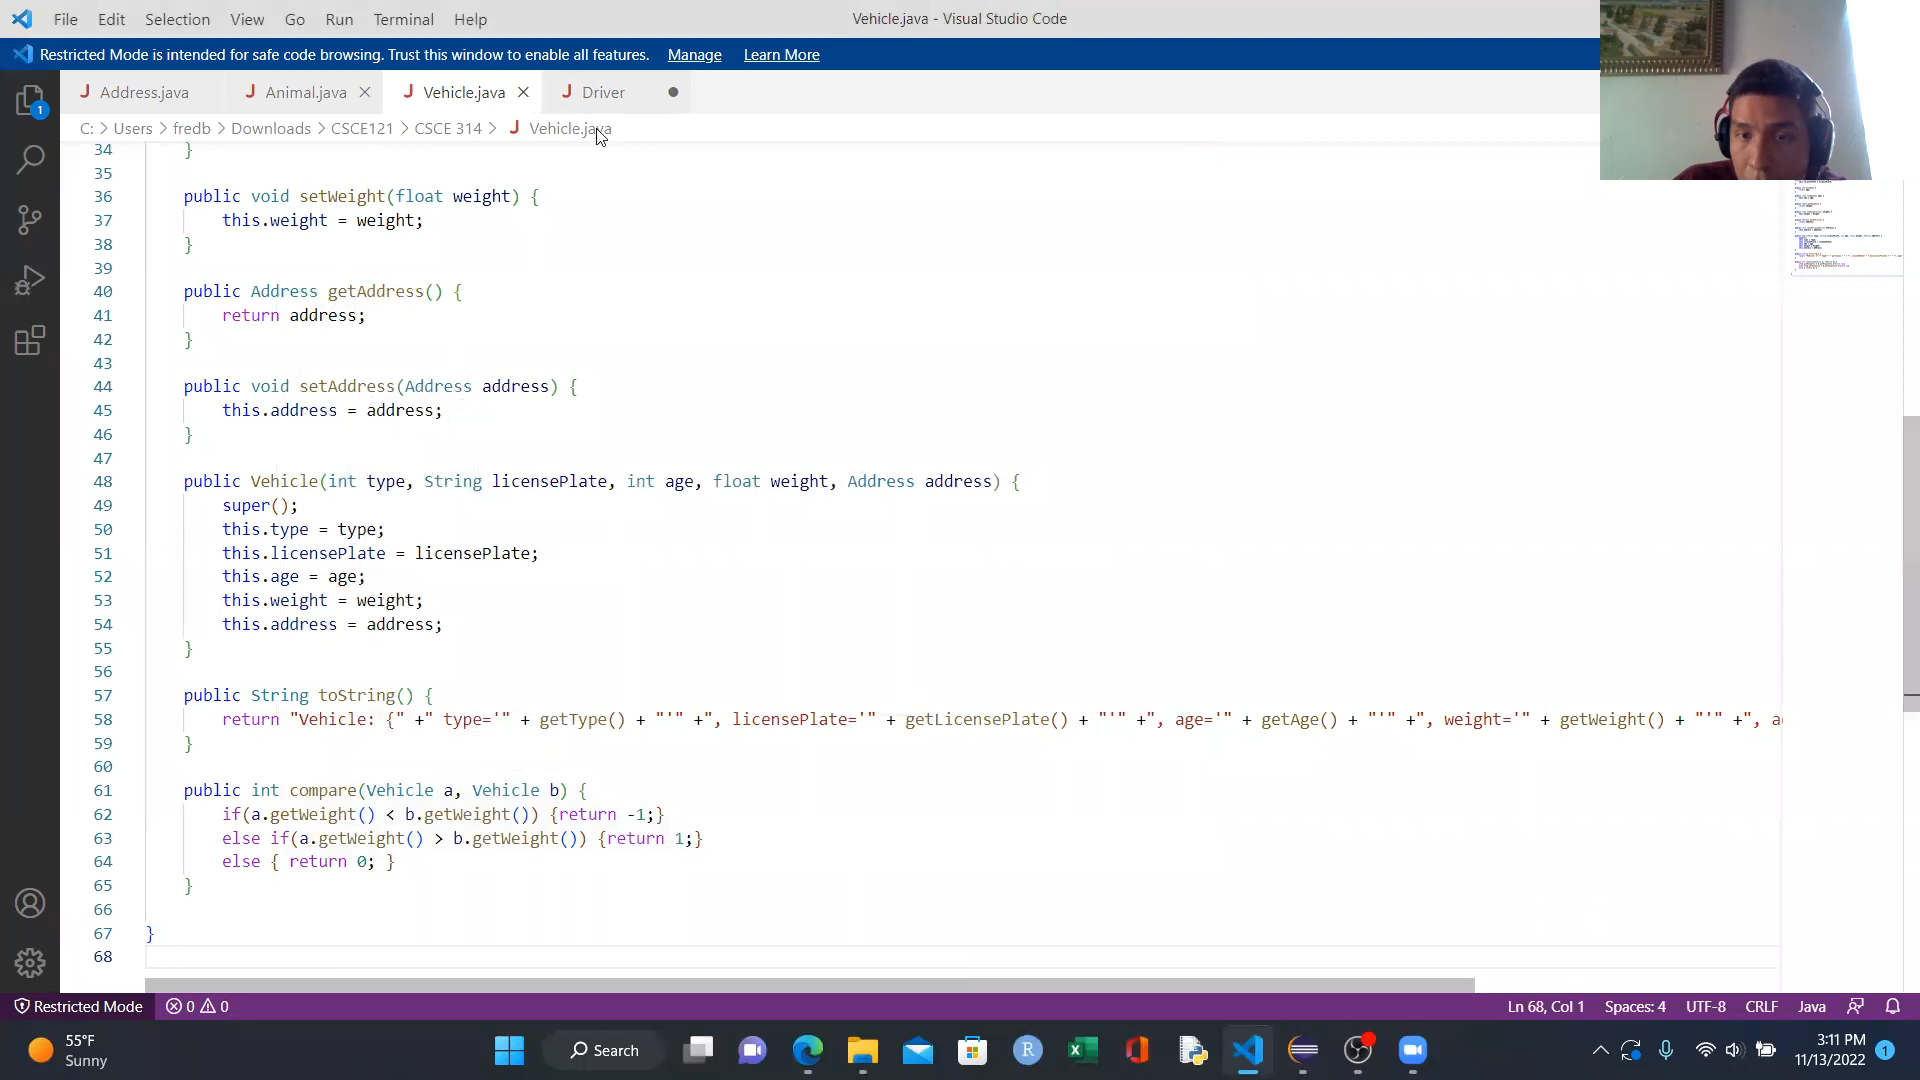 File Edit Selection View Go Run Terminal Help Vehicle.java - Visual Studio Code
Restricted Mode is intended for safe code browsing. Trust this window to enable all features. Manage Learn More
J Address.java J Animal.java J Vehicle.java J Driver
C: > Users > fredb > Downloads > CSCE121 > CSCE 314 > J Vehicle.java
34 }
35
36 public void setWeight(float weight) {
37 this.weight = weight;
38 }
39
40 public Address getAddress() {
41 return address;
42 }
43
44 public void setAddress(Address address) {
45 this.address = address;
46 }
47
48 public Vehicle(int type, String licensePlate, int age, float weight, Address address) {
49 super();
50 this.type = type;
51 this.licensePlate = licensePlate;
52 this.age = age;
53 this.weight = weight;
54 this.address = address;
55 }
56
57 public String toString() {
58 return "Vehicle: {" +" type='" + getType() + "'" +", licensePlate='" + getLicensePlate() + "'" +", age='" + getAge() + "'" +", weight='" + getWeight() + "'" +", a
59 }
60
61 public int compare(Vehicle a, Vehicle b) {
62 if(a.getWeight() < b.getWeight()) {return -1;}
63 else if(a.getWeight() > b.getWeight()) {return 1;}
64 else { return 0; }
65 }
66
67 }
68
Restricted Mode 0 0 Ln 68, Col 1 Spaces: 4 UTF-8 CRLF Java
55°F
Sunny
Search
3:11 PM
11/13/2022
1